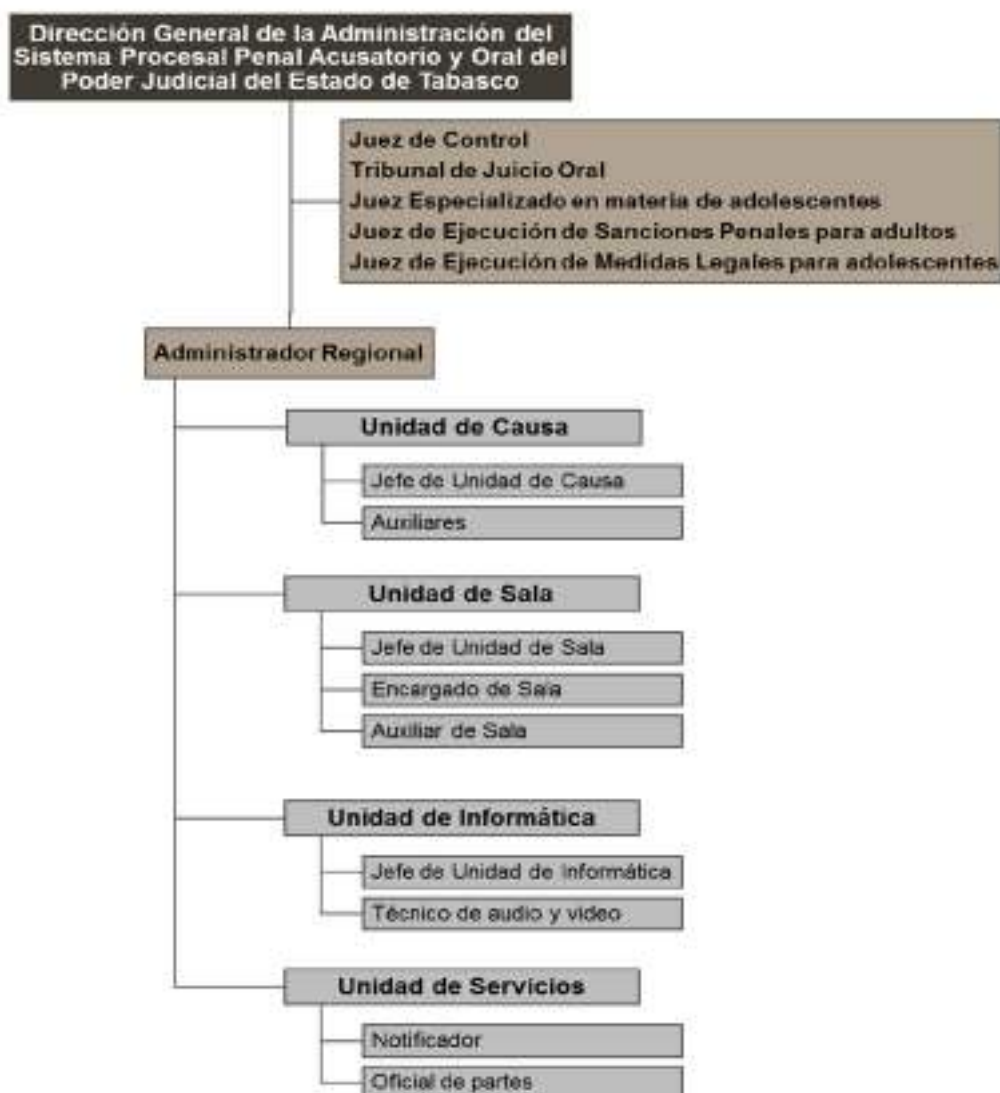 Dirección General de la Administración del
Sistema Procesal Penal Acusatorio y Oral del
Poder Judicial del Estado de Tabasco
Juez de Control
Tribunal de Juicio Oral
Juez Especializado en materia de adolescentes
Juez de Ejecución de Sanciones Penales para adultos
Juez de Ejecución de Medidas Legales para adolescentes
Administrador Regional
Unidad de Causa
Jefe de Unidad de Causa
Auxiliares
Unidad de Sala
Jefe de Unidad de Sala
Encargado de Sala
Auxiliar de Sala
Unidad de Informática
Jefe de Unidad de Informática
Técnico de audio y video
Unidad de Servicios
Notificador
Oficial de partes